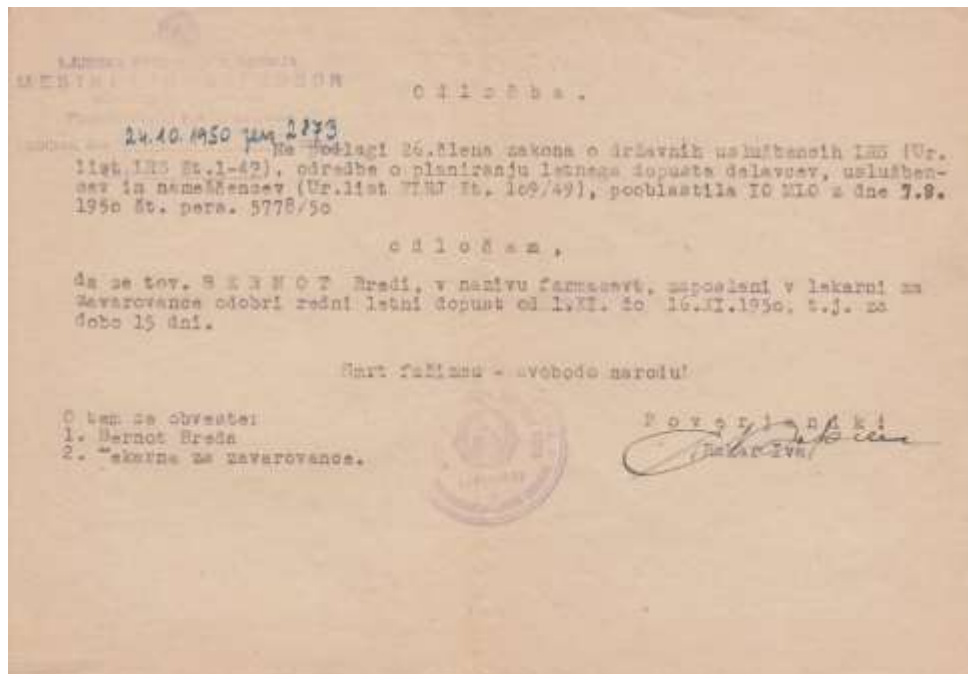 O d l o č b a .
24.10.1950 2873
Na podlagi 26.člena zakona o državnih uslužbencih LRS (Ur.
list LRS št.1-49), odredbe o planiranju letnega dopusta delavcev, uslužben-
cev in nameščencev (Ur.list FLRJ št. 109/49), pooblastila IO MLO z dne 7.8.
1950 št. pers. 5778/50
o d l o č a m ,
da se tov. B E R N O T Bredi, v nazivu farmacevt, zaposleni v lekarni za
zavarovance odobri redni letni dopust od 1.XI. do 16.XI.1950, t.j. za
dobo 15 dni.
Smrt fašizmu - svobodo narodu!
O tem se obveste:
1. Bernot Breda
2. Lekarna za zavarovance.
P o v e r j e n i k :